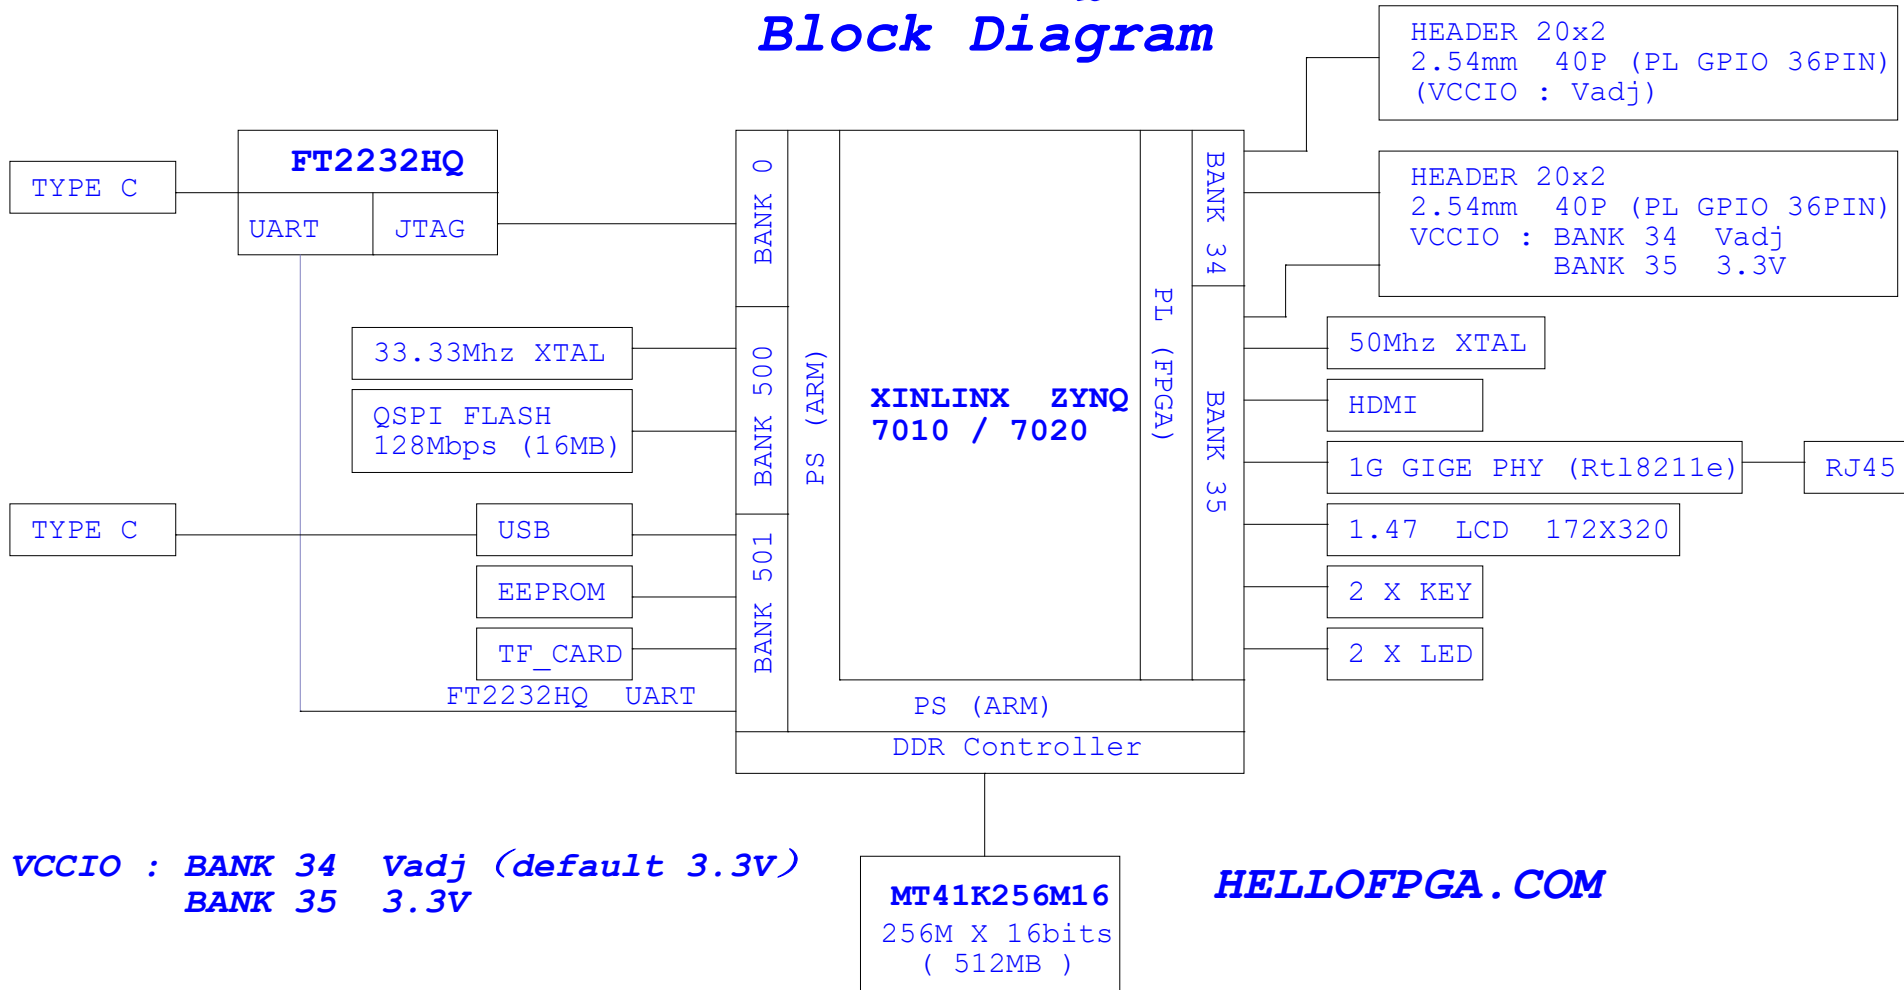 Block Diagram
HEADER 20x2
2.54mm 40P (PL GPIO 36PIN)
(VCCIO : Vadj)
FT2232HQ
TYPE C
UART
JTAG
BANK 0
BANK 34
HEADER 20x2
2.54mm 40P (PL GPIO 36PIN)
VCCIO : BANK 34 Vadj
BANK 35 3.3V
33.33Mhz XTAL
QSPI FLASH
128Mbps (16MB)
BANK 500
PS (ARM)
XINLINX ZYNQ
7010 / 7020
PL (FPGA)
BANK 35
50Mhz XTAL
HDMI
1G GIGE PHY (Rtl8211e)
RJ45
1.47 LCD 172X320
2 X KEY
2 X LED
TYPE C
USB
EEPROM
TF_CARD
BANK 501
FT2232HQ UART
PS (ARM)
DDR Controller
VCCIO : BANK 34 Vadj（default 3.3V）
BANK 35 3.3V
MT41K256M16
256M X 16bits
( 512MB )
HELLOFPGA.COM